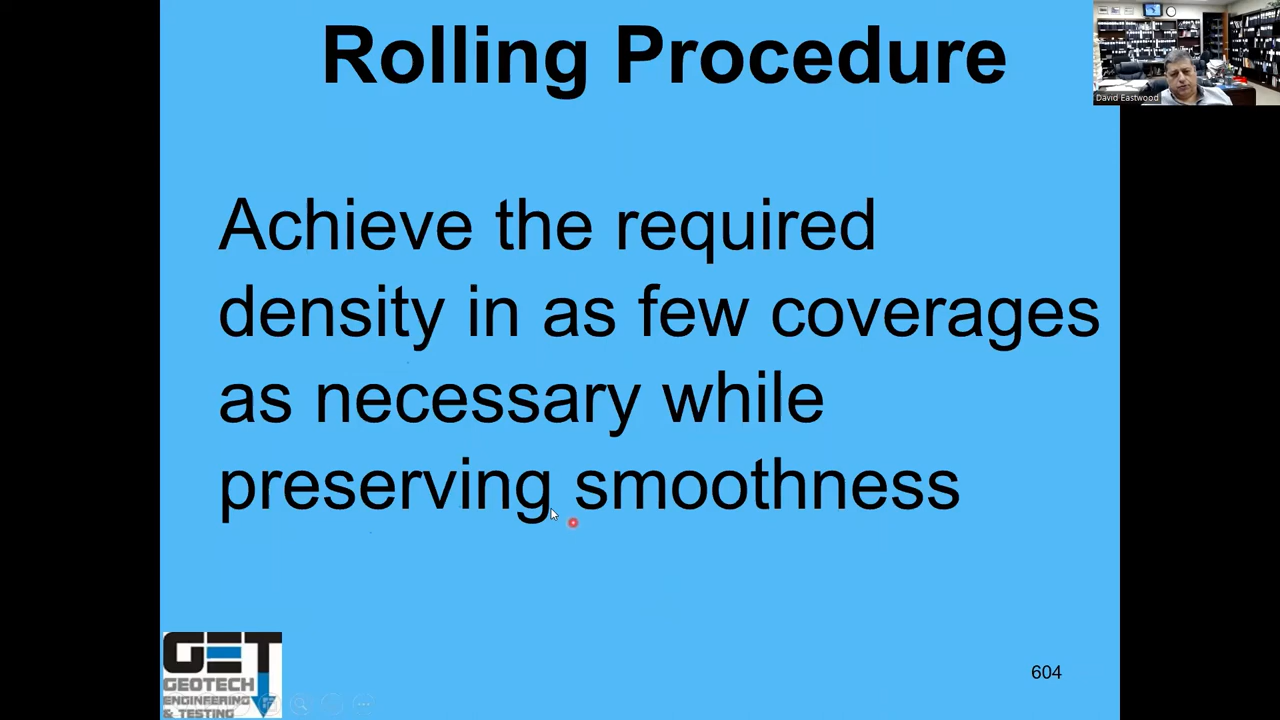 Rolling Procedure
David Eastwood
Achieve the required
density in as few coverages
as necessary while
preserving smoothness
GET
GEOTECH
ENGINEERING
& TESTING
604